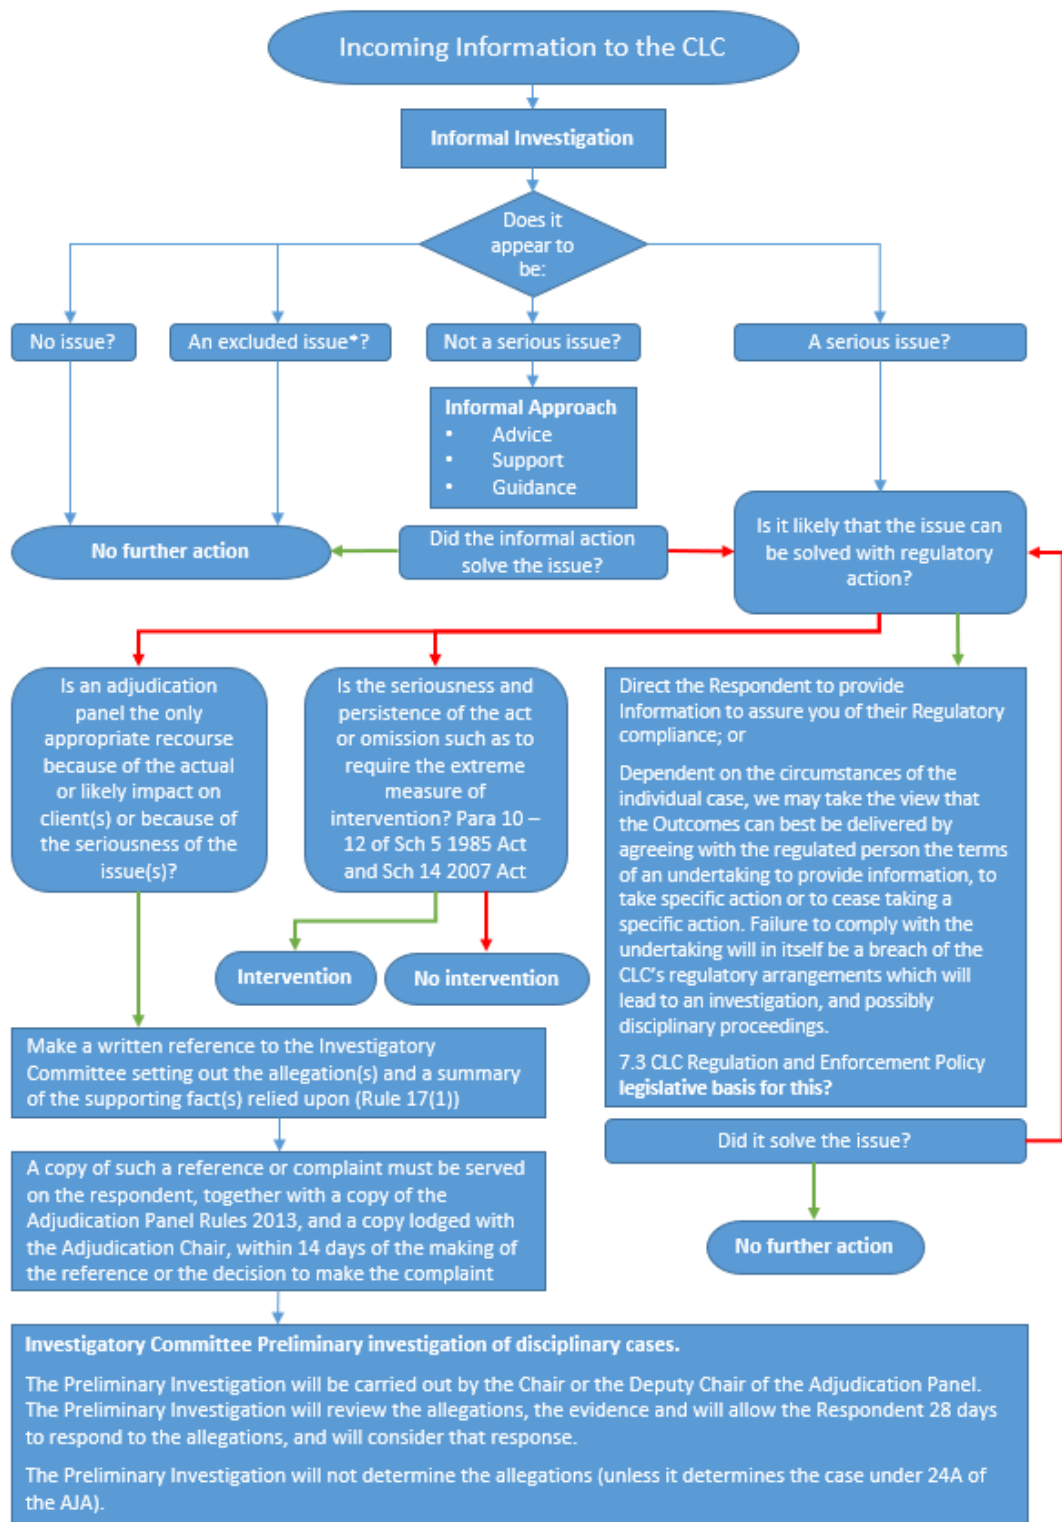 Incoming Information to the CLC
Informal Investigation
Does it
appear to
be:
No issue?
An excluded issue*?
Not a serious issue?
A serious issue?
Informal Approach
▪ Advice
▪ Support
▪ Guidance
No further action
Did the informal action
solve the issue?
Is it likely that the issue can
be solved with regulatory
action?
Is an adjudication
panel the only
appropriate recourse
because of the actual
or likely impact on
client(s) or because of
the seriousness of the
issue(s)?
Is the seriousness and
persistence of the act
or omission such as to
require the extreme
measure of
intervention? Para 10 –
12 of Sch 5 1985 Act
and Sch 14 2007 Act
Direct the Respondent to provide
Information to assure you of their Regulatory
compliance; or
Dependent on the circumstances of the
individual case, we may take the view that
the Outcomes can best be delivered by
agreeing with the regulated person the terms
of an undertaking to provide information, to
take specific action or to cease taking a
specific action. Failure to comply with the
undertaking will in itself be a breach of the
CLC's regulatory arrangements which will
lead to an investigation, and possibly
disciplinary proceedings.
7.3 CLC Regulation and Enforcement Policy
legislative basis for this?
Intervention
No intervention
Make a written reference to the Investigatory
Committee setting out the allegation(s) and a summary
of the supporting fact(s) relied upon (Rule 17(1))
Did it solve the issue?
A copy of such a reference or complaint must be served
on the respondent, together with a copy of the
Adjudication Panel Rules 2013, and a copy lodged with
the Adjudication Chair, within 14 days of the making of
the reference or the decision to make the complaint
No further action
Investigatory Committee Preliminary investigation of disciplinary cases.
The Preliminary Investigation will be carried out by the Chair or the Deputy Chair of the Adjudication Panel.
The Preliminary Investigation will review the allegations, the evidence and will allow the Respondent 28 days
to respond to the allegations, and will consider that response.
The Preliminary Investigation will not determine the allegations (unless it determines the case under 24A of
the AJA).